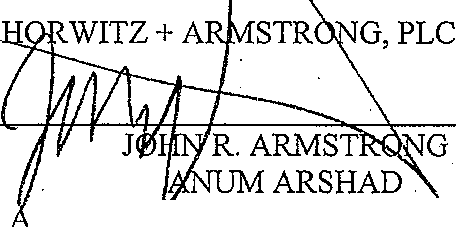 HORWITZ + ARMSTRONG, PLC
JOHN R. ARMSTRONG
ANUM ARSHAD
A